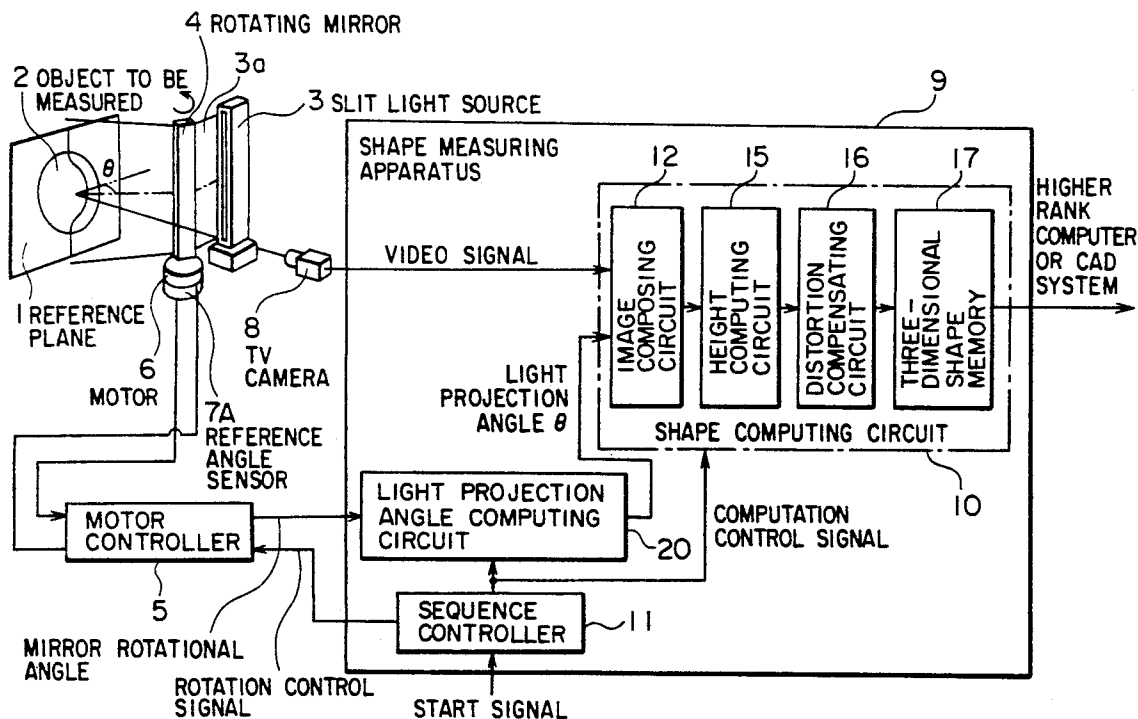 4 ROTATING MIRROR
3a
2 OBJECT TO BE
MEASURED
3 SLIT LIGHT SOURCE
9
SHAPE MEASURING
APPARATUS
12
15
16
17
HIGHER
RANK
COMPUTER
OR CAD
SYSTEM
θ
VIDEO SIGNAL
IMAGE
COMPOSING
CIRCUIT
HEIGHT
COMPUTING
CIRCUIT
DISTORTION
COMPENSATING
CIRCUIT
THREE-
DIMENSIONAL
SHAPE
MEMORY
1 REFERENCE
PLANE
6
MOTOR
8
TV
CAMERA
7A
REFERENCE
ANGLE
SENSOR
LIGHT
PROJECTION
ANGLE θ
SHAPE COMPUTING CIRCUIT
10
MOTOR
CONTROLLER
5
LIGHT PROJECTION
ANGLE COMPUTING
CIRCUIT
20
COMPUTATION
CONTROL SIGNAL
SEQUENCE
CONTROLLER
11
MIRROR ROTATIONAL
ANGLE
ROTATION CONTROL
SIGNAL
START SIGNAL